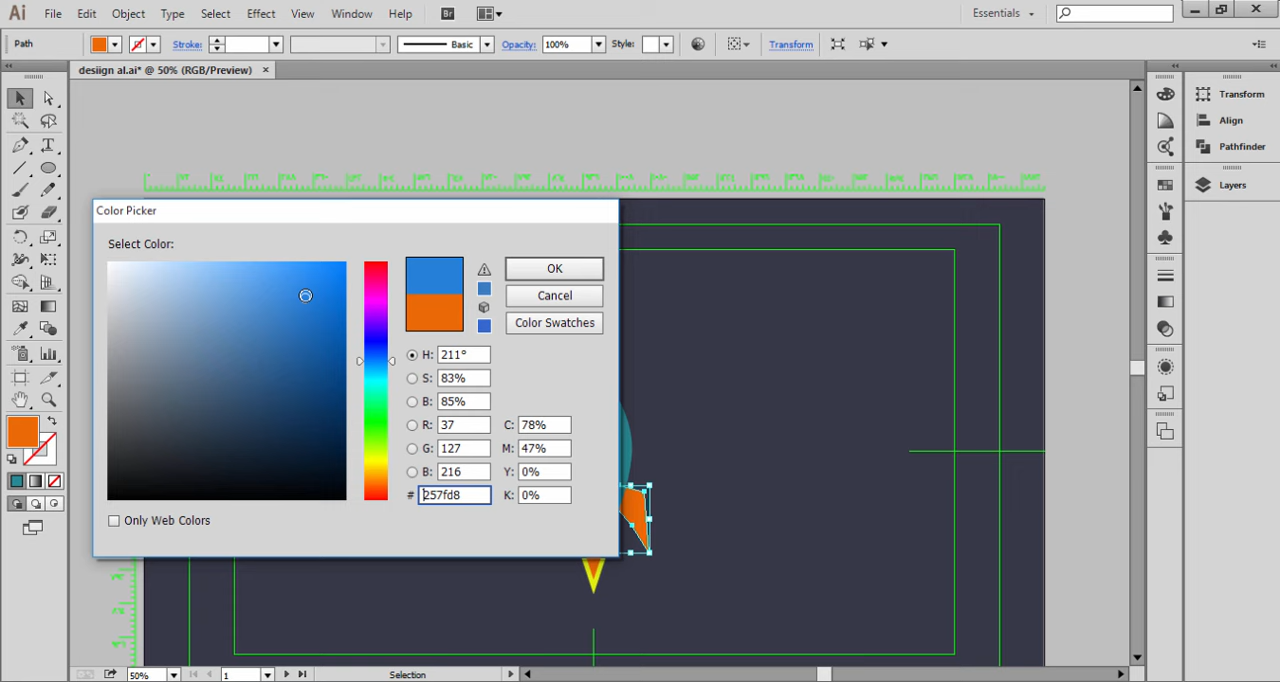 Ai File Edit Object Type Select Effect View Window Help Br Essentials
Path Stroke: Basic Opacity: 100% Style: Transform
desiign al.ai* @ 50% (RGB/Preview) ×
Transform
Align
Pathfinder
Layers
Color Picker
Select Color:
OK
Cancel
Color Swatches
H: 211°
S: 83%
B: 85%
R: 37 C: 78%
G: 127 M: 47%
B: 216 Y: 0%
# 257fd8 K: 0%
Only Web Colors
50% 1 Selection